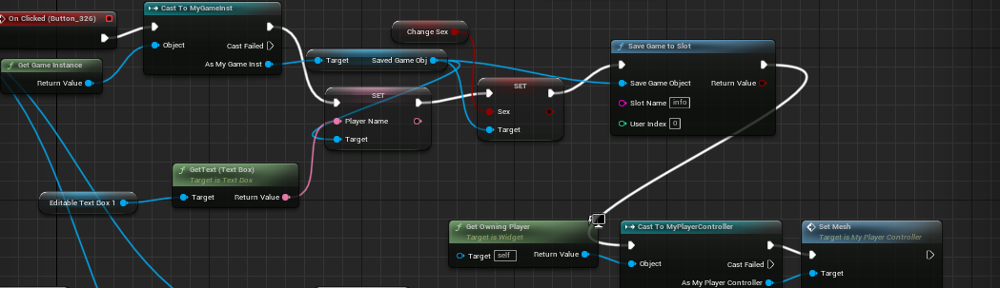 On Clicked (Button_326)
Cast To MyGameInst
Object
Cast Failed
As My Game Inst
Get Game Instance
Return Value
Change Sex
Target
Saved Game Obj
SET
Player Name
Target
SET
Sex
Target
Save Game to Slot
Save Game Object
Return Value
Slot Name
info
User Index
0
GetText (Text Box)
Target is Text Box
Target
Return Value
Editable Text Box 1
Get Owning Player
Target is Widget
Target
self
Return Value
Cast To MyPlayerController
Object
Cast Failed
As My Player Controller
Set Mesh
Target is My Player Controller
Target